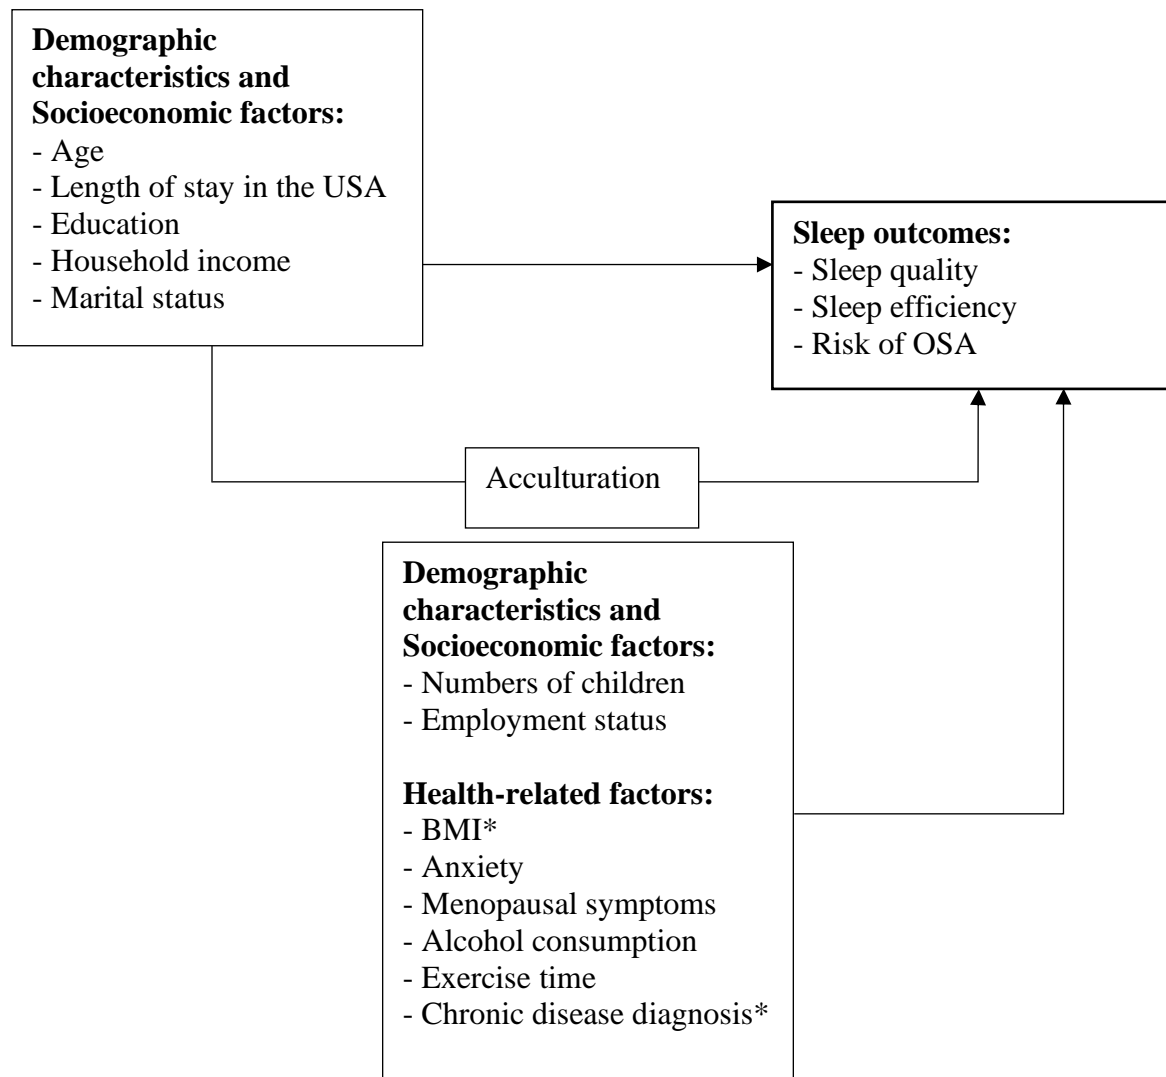 Demographic
characteristics and
Socioeconomic factors:
- Age
- Length of stay in the USA
- Education
- Household income
- Marital status
Sleep outcomes:
- Sleep quality
- Sleep efficiency
- Risk of OSA
Acculturation
Demographic
characteristics and
Socioeconomic factors:
- Numbers of children
- Employment status
Health-related factors:
- BMI*
- Anxiety
- Menopausal symptoms
- Alcohol consumption
- Exercise time
- Chronic disease diagnosis*